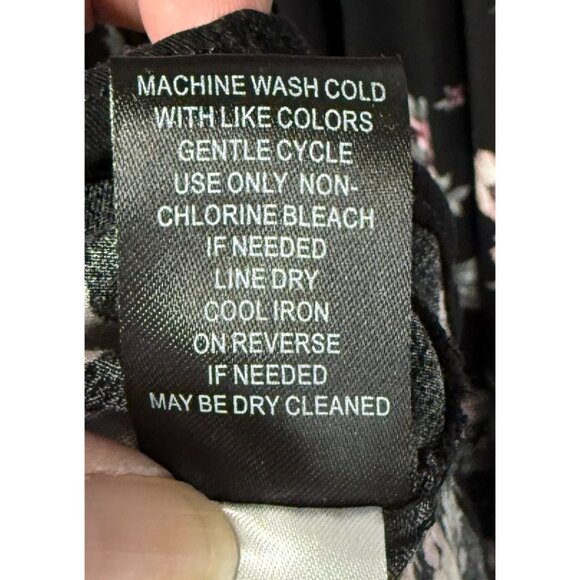 MACHINE WASH COLD
WITH LIKE COLORS
GENTLE CYCLE
USE ONLY NON-
CHLORINE BLEACH
IF NEEDED
LINE DRY
COOL IRON
ON REVERSE
IF NEEDED
MAY BE DRY CLEANED